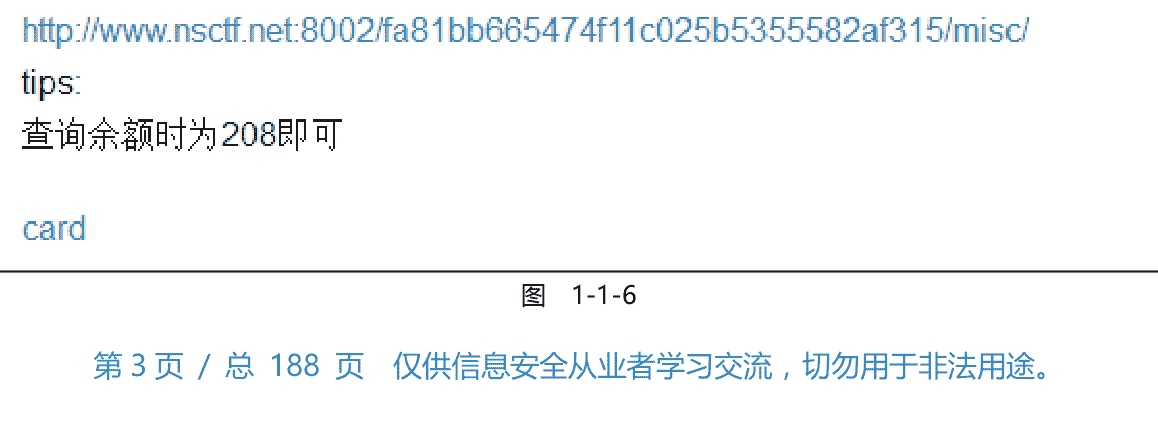 http://www.nsctf.net:8002/fa81bb665474f11c025b5355582af315/misc/
tips:
查询余额时为208即可
card
图 1-1-6
第 3 页 / 总 188 页 仅供信息安全从业者学习交流，切勿用于非法用途。